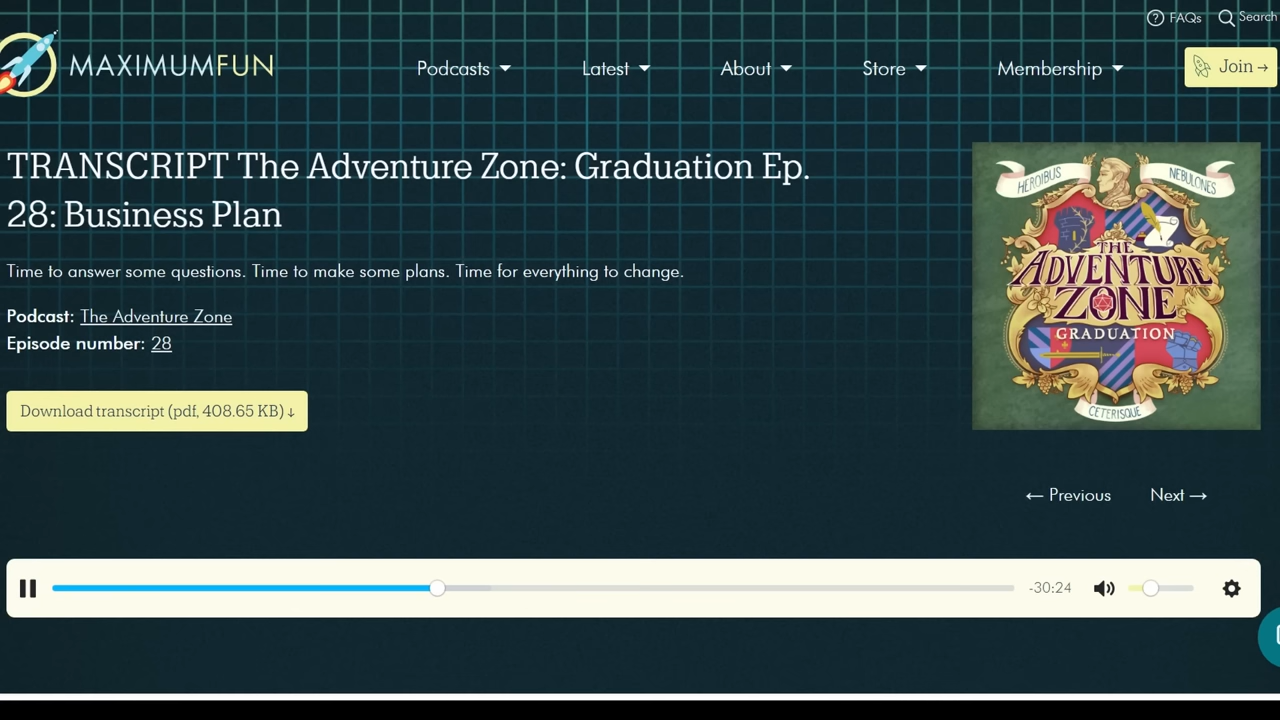 FAQs
Search
MAXIMUMFUN
Podcasts
Latest
About
Store
Membership
Join →
TRANSCRIPT The Adventure Zone: Graduation Ep.
28: Business Plan
Time to answer some questions. Time to make some plans. Time for everything to change.
Podcast: The Adventure Zone
Episode number: 28
Download transcript (pdf, 408.65 KB) ↓
HEROIBUS
NEBULONES
THE
ADVENTURE
ZONE
GRADUATION
CETERISQUE
← Previous
Next →
-30:24